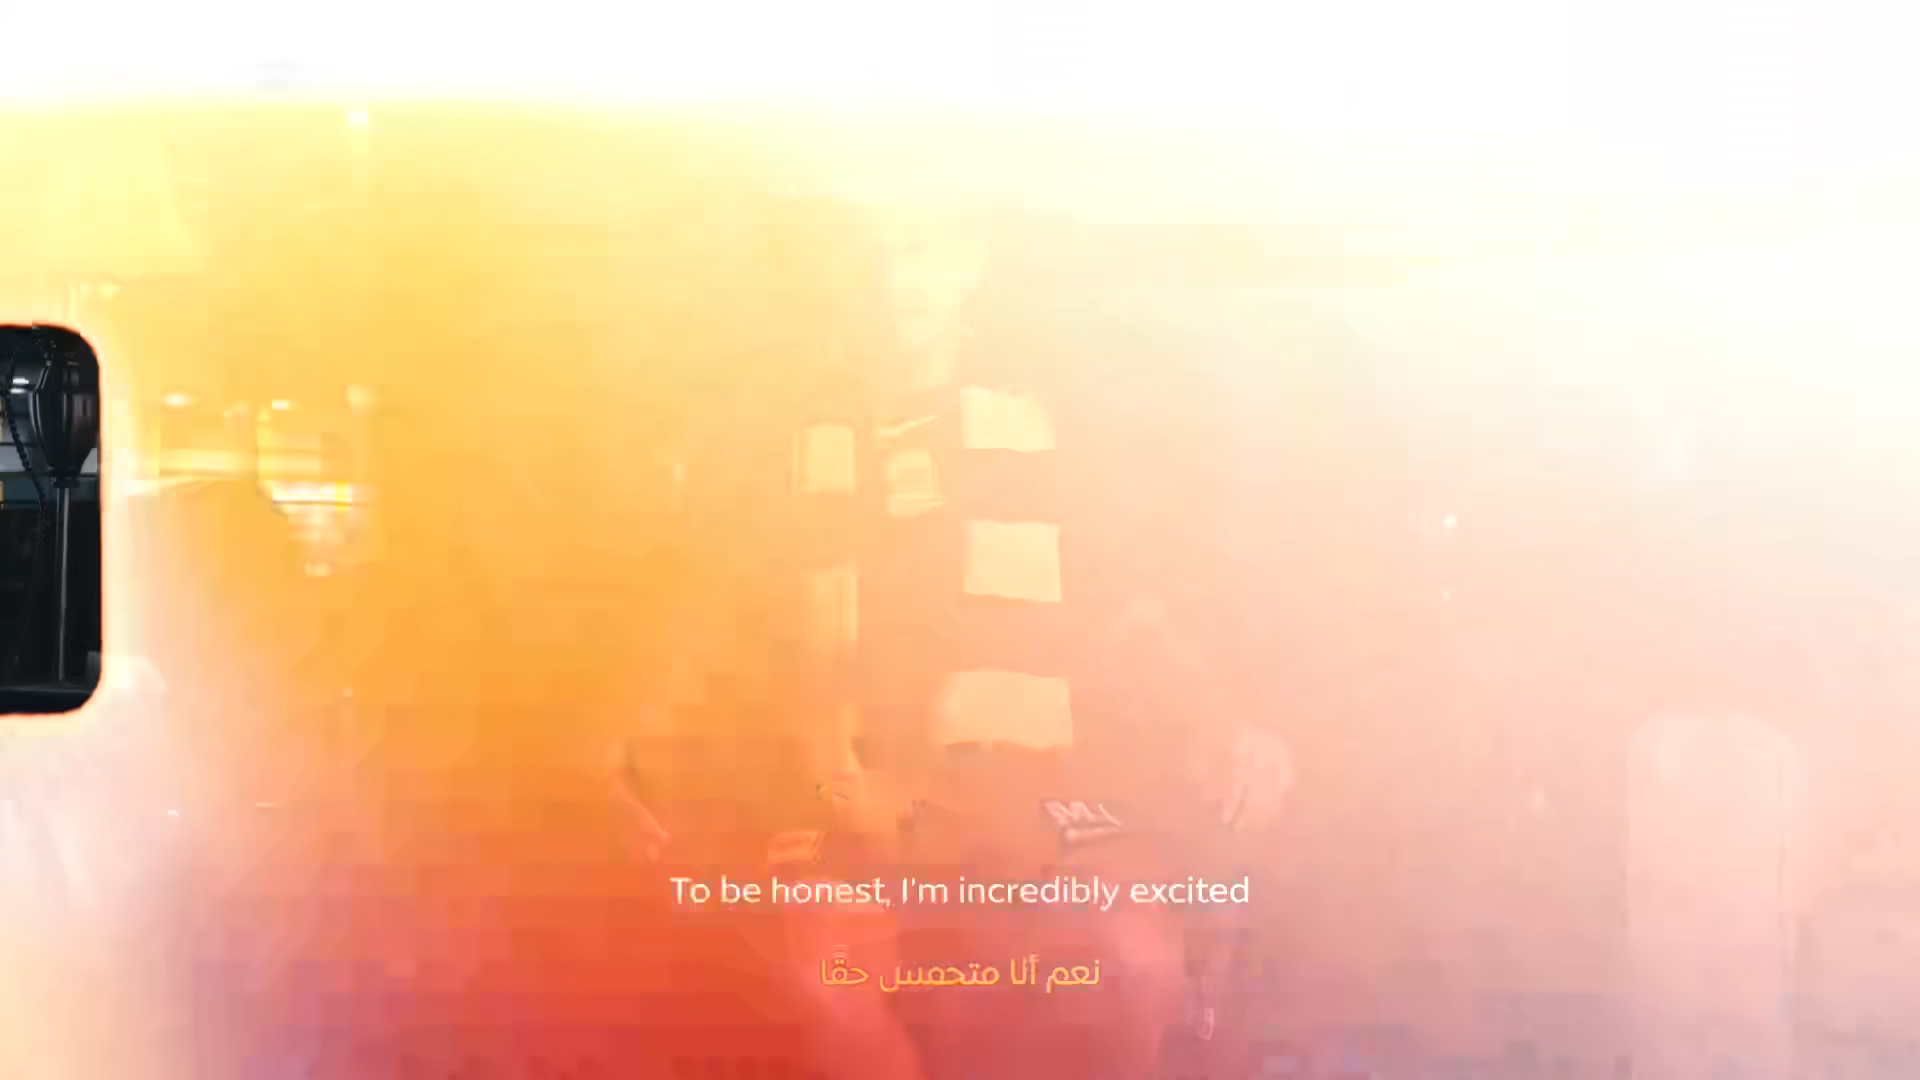 To be honest, I'm incredibly excited
نعم أنا متحمس حقًا